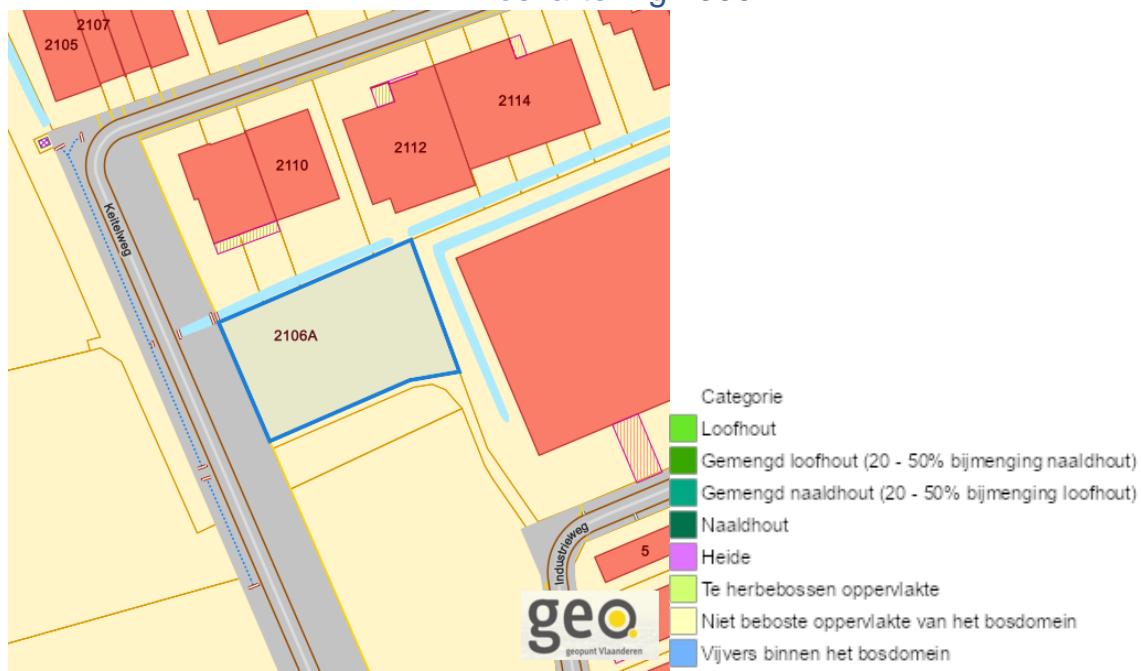 2107
2105
2114
2112
2110
Keitelweg
2106A
Industrieweg
5
geo.
geopunt Vlaanderen
Categorie
Loofhout
Gemengd loofhout (20 - 50% bijmenging naaldhout)
Gemengd naaldhout (20 - 50% bijmenging loofhout)
Naaldhout
Heide
Te herbebossen oppervlakte
Niet beboste oppervlakte van het bosdomein
Vijvers binnen het bosdomein